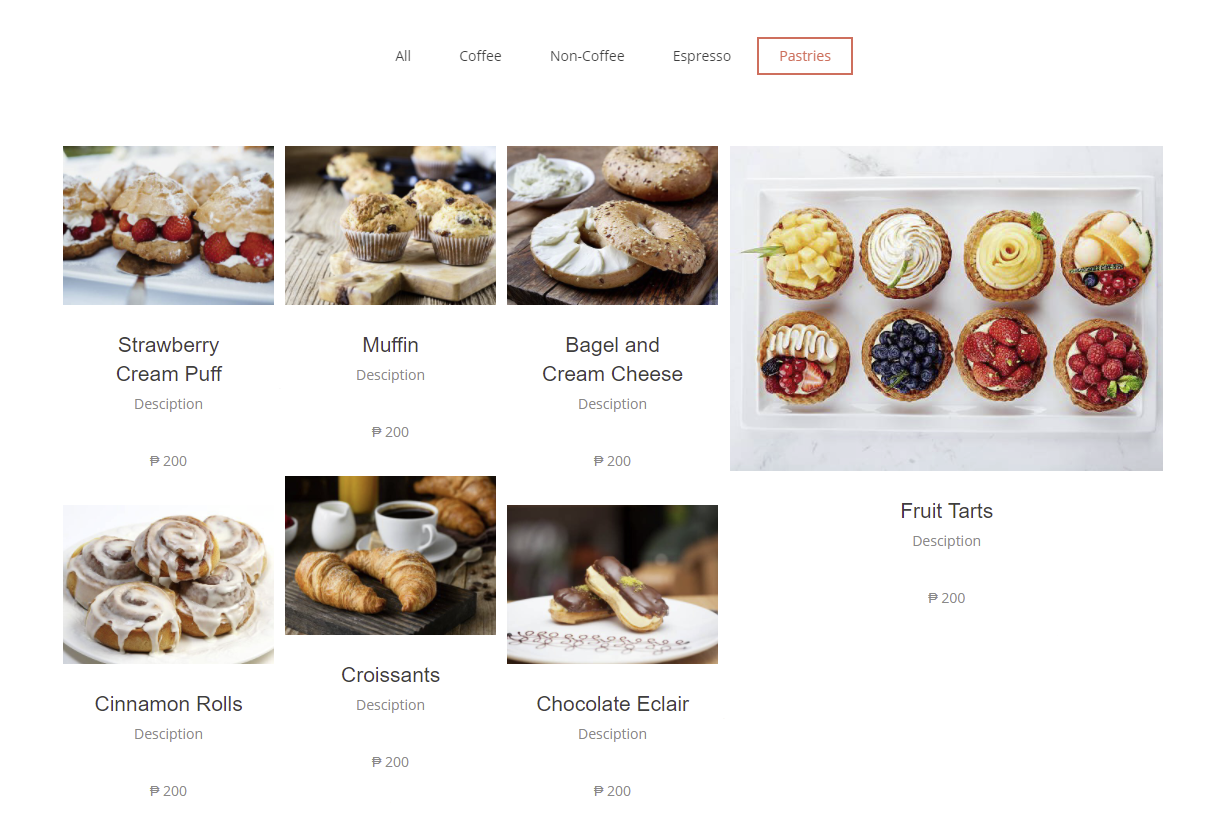 All
Coffee
Non-Coffee
Espresso
Pastries
Strawberry
Cream Puff
Desciption
₱ 200
Muffin
Desciption
₱ 200
Bagel and
Cream Cheese
Desciption
₱ 200
Fruit Tarts
Desciption
₱ 200
Cinnamon Rolls
Desciption
₱ 200
Croissants
Desciption
₱ 200
Chocolate Eclair
Desciption
₱ 200